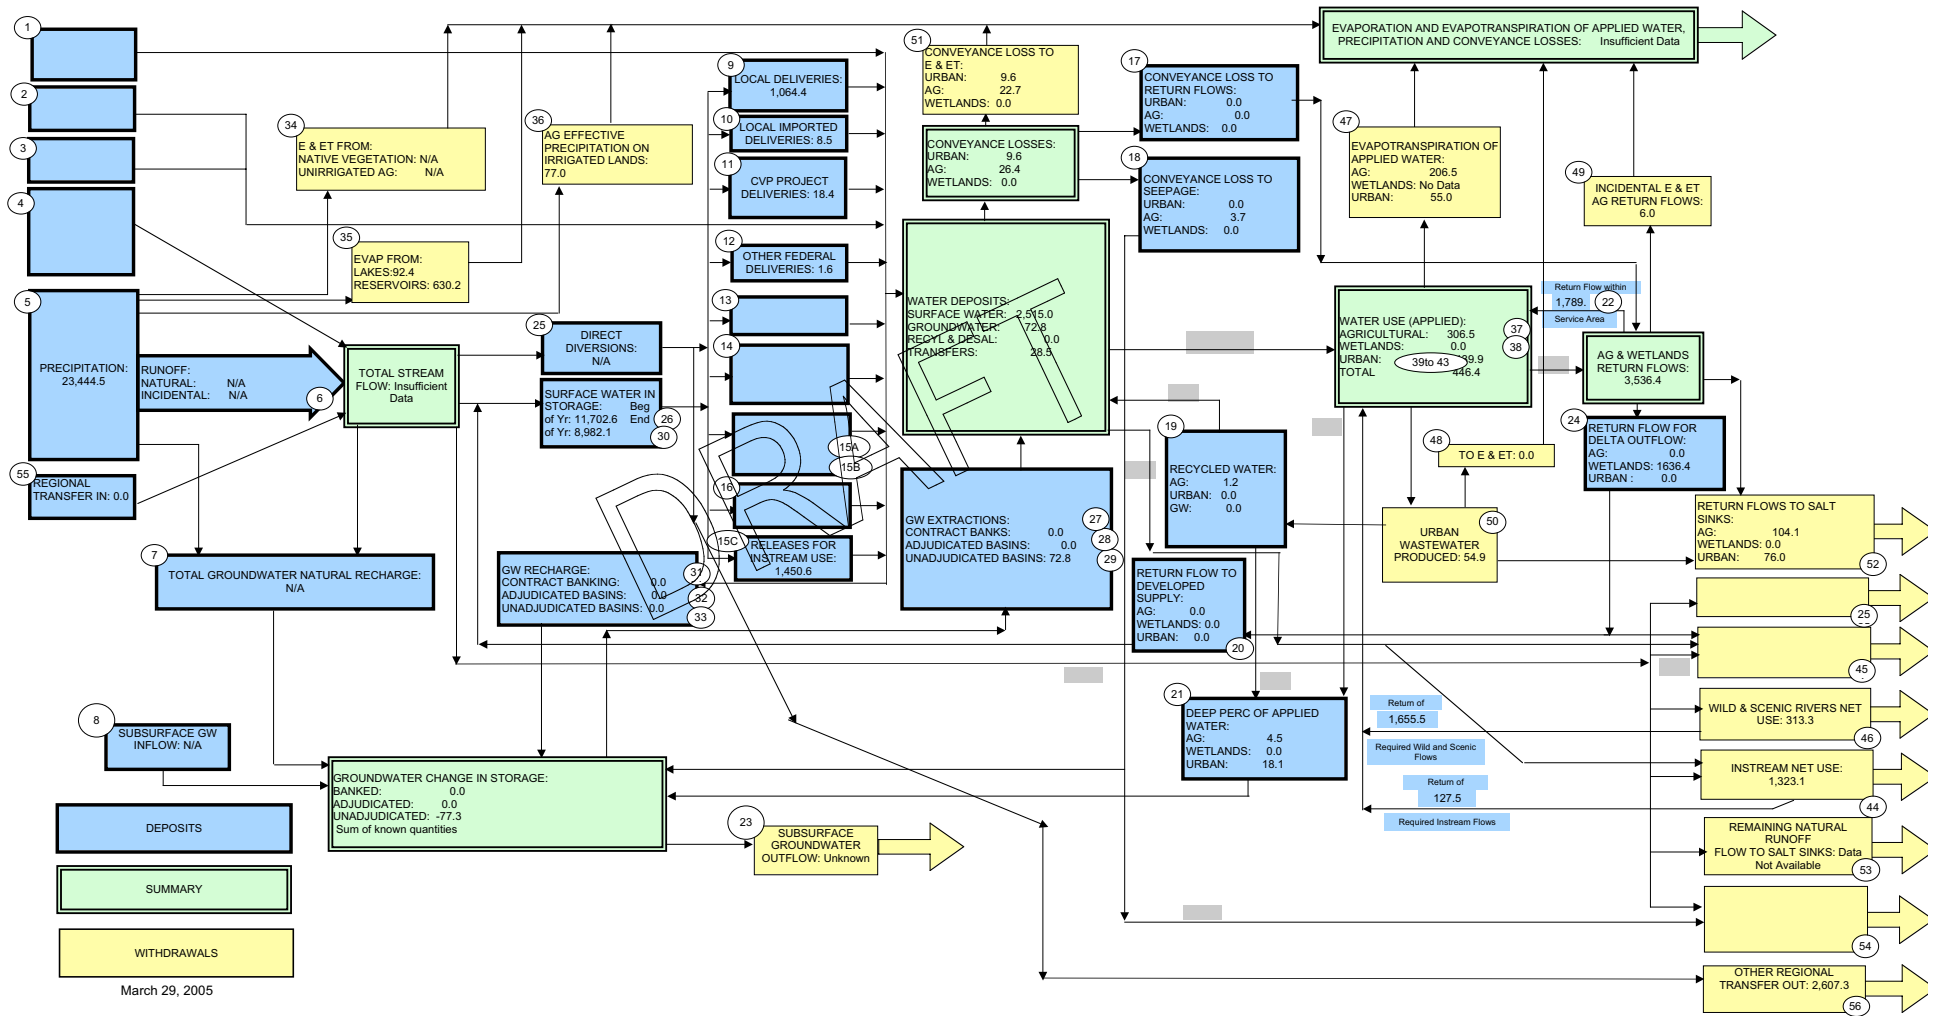 1
2
3
4
5
PRECIPITATION:
23,444.5
RUNOFF:
NATURAL: N/A
INCIDENTAL: N/A
6
55
REGIONAL
TRANSFER IN: 0.0
7
TOTAL GROUNDWATER NATURAL RECHARGE:
N/A
8
SUBSURFACE GW
INFLOW: N/A
DEPOSITS
SUMMARY
WITHDRAWALS
March 29, 2005
34
E & ET FROM:
NATIVE VEGETATION: N/A
UNIRRIGATED AG: N/A
35
EVAP FROM:
LAKES:92.4
RESERVOIRS: 630.2
36
AG EFFECTIVE
PRECIPITATION ON
IRRIGATED LANDS:
77.0
TOTAL STREAM
FLOW: Insufficient
Data
25
DIRECT
DIVERSIONS:
N/A
SURFACE WATER IN
STORAGE: Beg
of Yr: 11,702.6 End
of Yr: 8,982.1
26
30
GW RECHARGE:
CONTRACT BANKING: 0.0
ADJUDICATED BASINS: 0.0
UNADJUDICATED BASINS: 0.0
31
32
33
GROUNDWATER CHANGE IN STORAGE:
BANKED: 0.0
ADJUDICATED: 0.0
UNADJUDICATED: -77.3
Sum of known quantities
23
SUBSURFACE
GROUNDWATER
OUTFLOW: Unknown
9
LOCAL DELIVERIES:
1,064.4
10
LOCAL IMPORTED
DELIVERIES: 8.5
11
CVP PROJECT
DELIVERIES: 18.4
12
OTHER FEDERAL
DELIVERIES: 1.6
13
14
15A
15B
16
15C
RELEASES FOR
INSTREAM USE:
1,450.6
DRAFT
51
CONVEYANCE LOSS TO
E & ET:
URBAN: 9.6
AG: 22.7
WETLANDS: 0.0
CONVEYANCE LOSSES:
URBAN: 9.6
AG: 26.4
WETLANDS: 0.0
WATER DEPOSITS:
SURFACE WATER: 2,515.0
GROUNDWATER: 72.8
RECYL & DESAL: 0.0
TRANSFERS: 28.5
GW EXTRACTIONS:
CONTRACT BANKS: 0.0
ADJUDICATED BASINS: 0.0
UNADJUDICATED BASINS: 72.8
27
28
29
17
CONVEYANCE LOSS TO
RETURN FLOWS:
URBAN: 0.0
AG: 0.0
WETLANDS: 0.0
18
CONVEYANCE LOSS TO
SEEPAGE:
URBAN: 0.0
AG: 3.7
WETLANDS: 0.0
19
RECYCLED WATER:
AG: 1.2
URBAN: 0.0
GW: 0.0
RETURN FLOW TO
DEVELOPED
SUPPLY:
AG: 0.0
WETLANDS: 0.0
URBAN: 0.0
20
21
DEEP PERC OF APPLIED
WATER:
AG: 4.5
WETLANDS: 0.0
URBAN: 18.1
EVAPORATION AND EVAPOTRANSPIRATION OF APPLIED WATER,
PRECIPITATION AND CONVEYANCE LOSSES: Insufficient Data
47
EVAPOTRANSPIRATION OF
APPLIED WATER:
AG: 206.5
WETLANDS: No Data
URBAN: 55.0
49
INCIDENTAL E & ET
AG RETURN FLOWS:
6.0
WATER USE (APPLIED):
AGRICULTURAL: 306.5
WETLANDS: 0.0
URBAN: 39.9
TOTAL 446.4
37
38
39to 43
Return Flow within
1,789.
22
Service Area
AG & WETLANDS
RETURN FLOWS:
3,536.4
24
RETURN FLOW FOR
DELTA OUTFLOW:
AG: 0.0
WETLANDS: 1636.4
URBAN : 0.0
48
TO E & ET: 0.0
50
URBAN
WASTEWATER
PRODUCED: 54.9
RETURN FLOWS TO SALT
SINKS:
AG: 104.1
WETLANDS: 0.0
URBAN: 76.0
52
25
45
Return of
1,655.5
Required Wild and Scenic
Flows
WILD & SCENIC RIVERS NET
USE: 313.3
46
Return of
127.5
Required Instream Flows
INSTREAM NET USE:
1,323.1
44
REMAINING NATURAL
RUNOFF
FLOW TO SALT SINKS: Data
Not Available
53
54
OTHER REGIONAL
TRANSFER OUT: 2,607.3
56